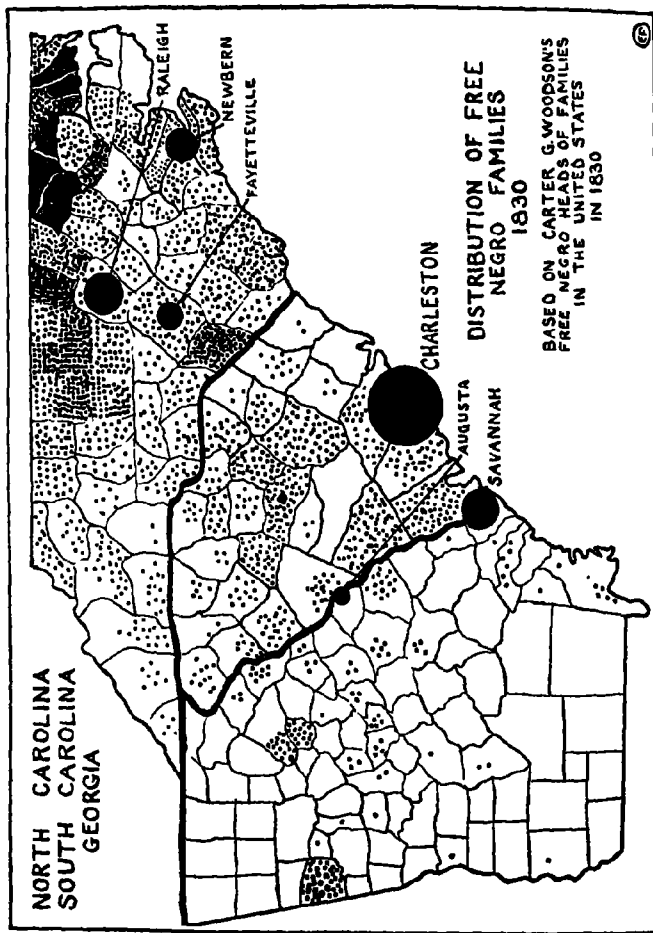 NORTH CAROLINA
SOUTH CAROLINA
GEORGIA
RALEIGH
NEWBERN
FAYETTEVILLE
CHARLESTON
AUGUSTA
SAVANNAH
DISTRIBUTION OF FREE
NEGRO FAMILIES
1830
BASED ON CARTER G. WOODSON'S
FREE NEGRO HEADS OF FAMILIES
IN THE UNITED STATES
IN 1830